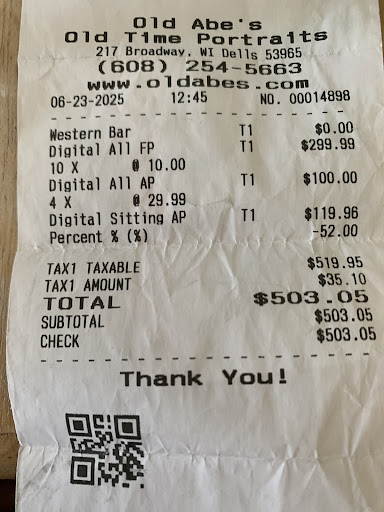 Old Abe's
Old Time Portraits
217 Broadway, WI Dells 53965
(608) 254-5663
www.oldabes.com
06-23-2025 12:45 NO. 00014898
Western Bar T1 $0.00
Digital All FP T1 $299.99
10 X @ 10.00
Digital All AP T1 $100.00
4 X @ 29.99
Digital Sitting AP T1 $119.96
Percent % (%) -52.00
TAX1 TAXABLE $519.95
TAX1 AMOUNT $35.10
TOTAL $503.05
SUBTOTAL $503.05
CHECK $503.05
Thank You!